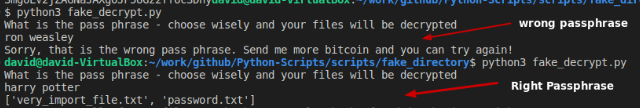 david@david-VirtualBox:~/work/github/Python-Scripts/scripts/fake_dire
$ python3 fake_decrypt.py
What is the pass phrase - choose wisely and your files will be decrypted
wrong passphrase
ron weasley
Sorry, that is the wrong pass phrase. Send me more bitcoin and you can try again!
david@david-VirtualBox:~/work/github/Python-Scripts/scripts/fake_directory$ python3 fake_decrypt.py
What is the pass phrase - choose wisely and your files will be decrypted
harry potter
Right Passphrase
['very_import_file.txt', 'password.txt']